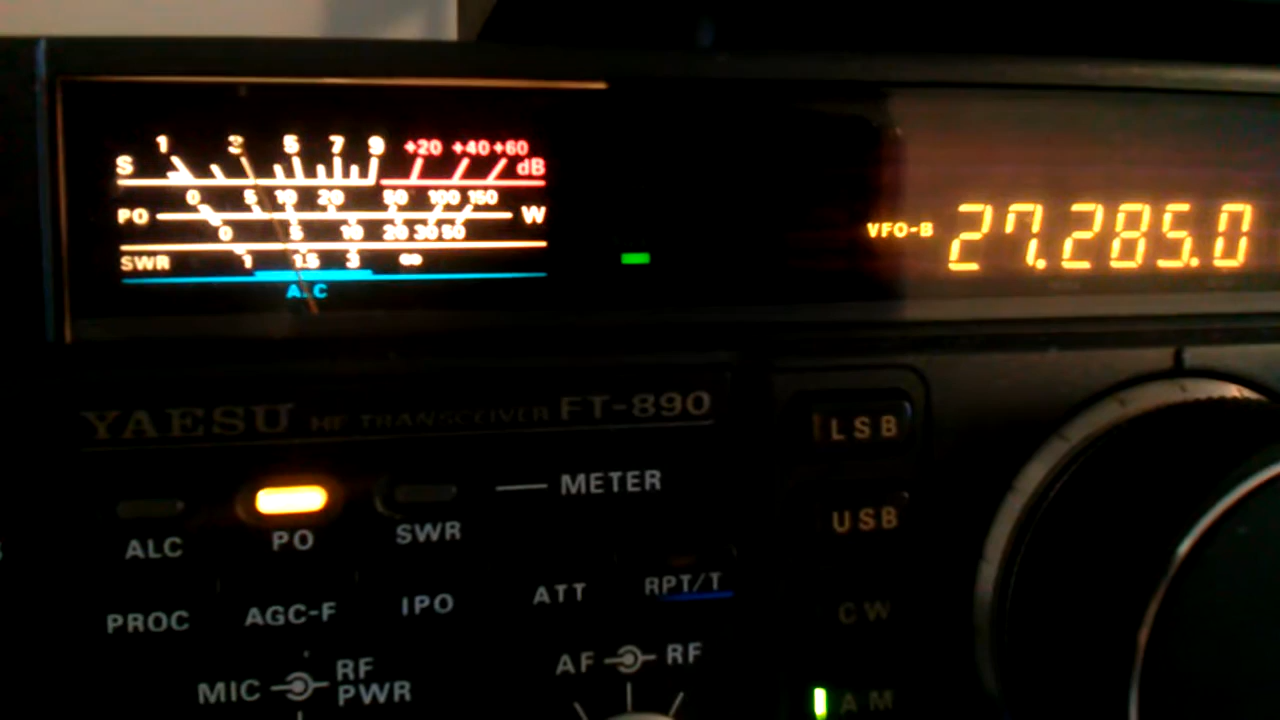 S 1 3 5 7 9 +20 +40 +60 dB
0 5 10 20 50 100 150
PO W
0 5 10 20 30 50
SWR 1 1.5 3 ∞
ALC
VFO-B 27.285.0
YAESU HF TRANSCEIVER FT-890
METER
ALC PO SWR
PROC AGC-F IPO ATT RPT/T
MIC RF PWR
AF RF
LSB
USB
CW
AM